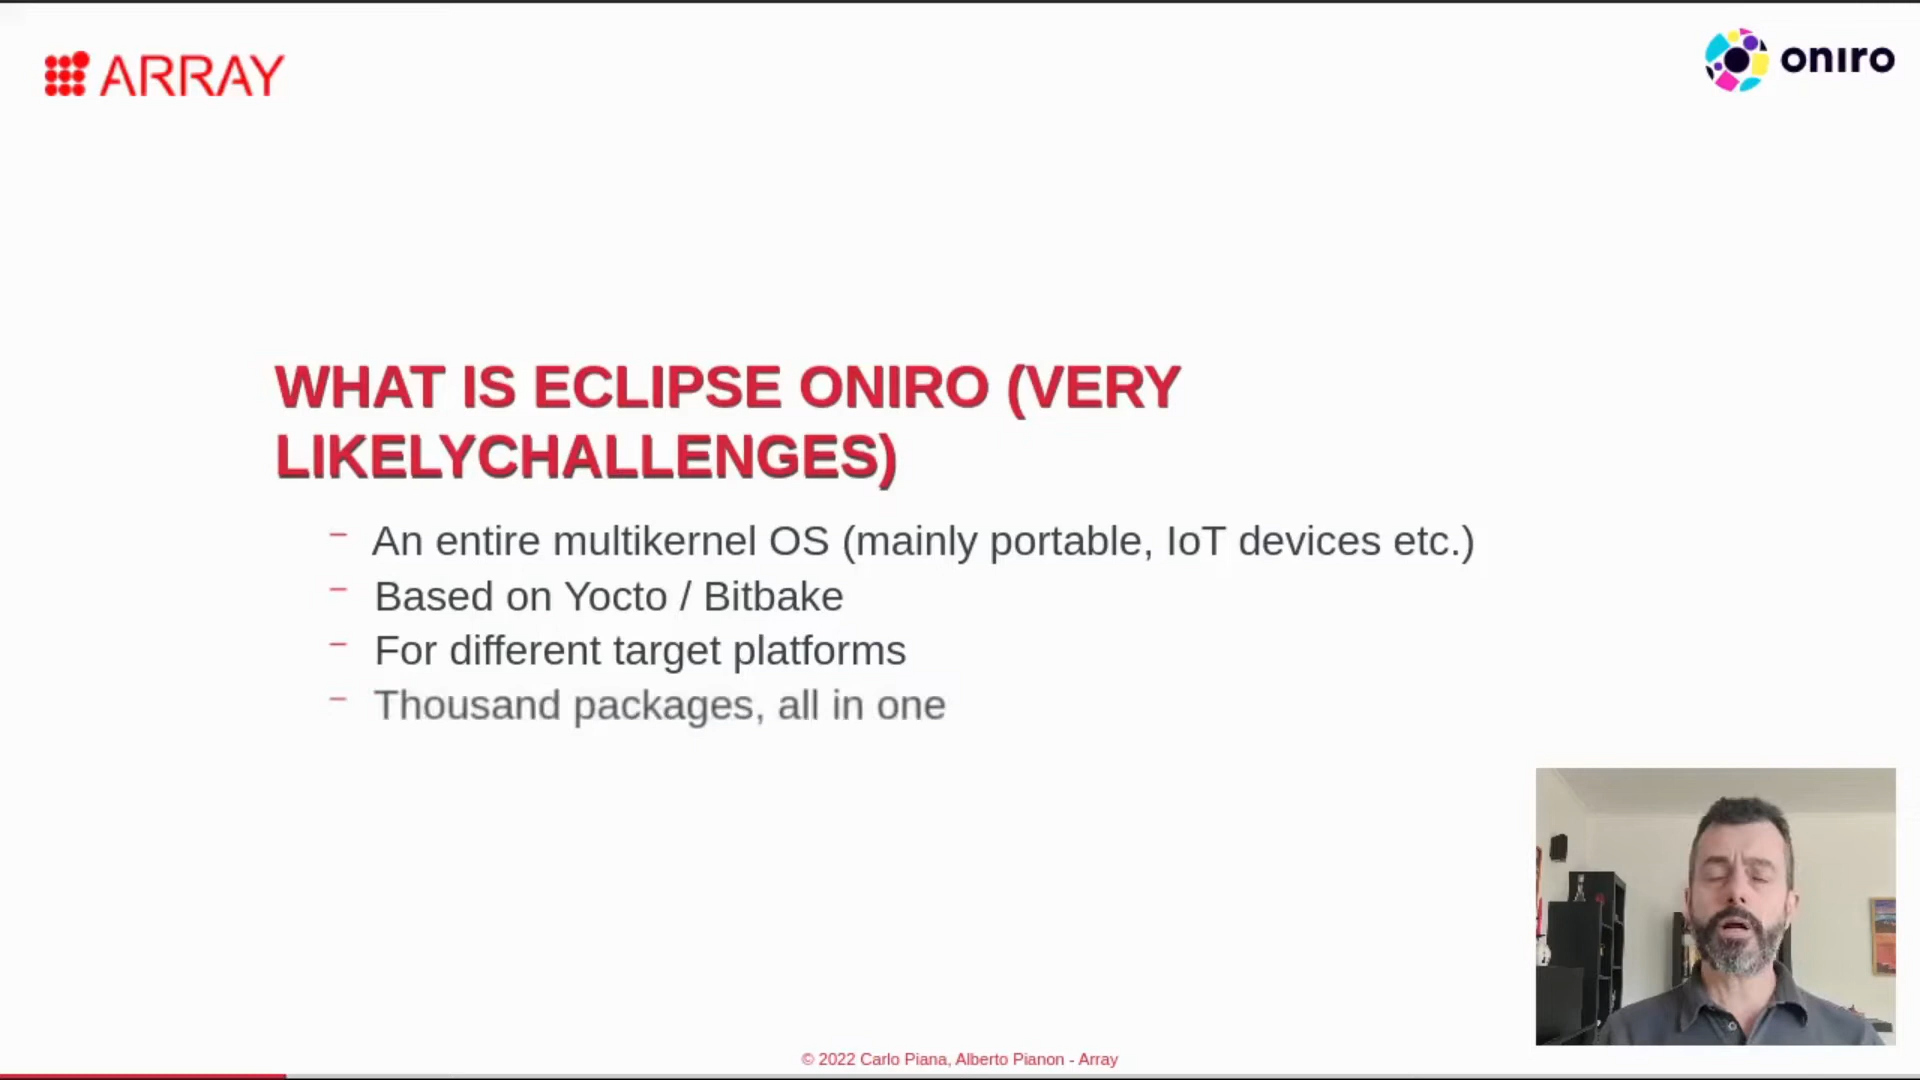 ARRAY
oniro
WHAT IS ECLIPSE ONIRO (VERY
LIKELYCHALLENGES)
– An entire multikernel OS (mainly portable, IoT devices etc.)
– Based on Yocto / Bitbake
– For different target platforms
– Thousand packages, all in one
© 2022 Carlo Piana, Alberto Pianon - Array